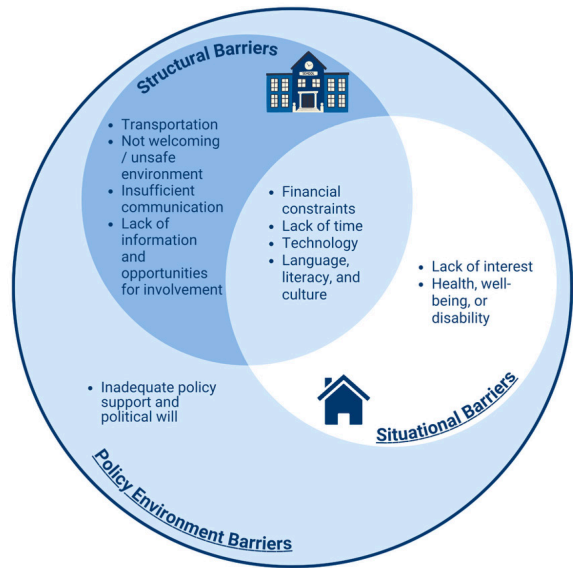 Structural Barriers
SCHOOL
• Transportation
• Not welcoming
/ unsafe
environment
• Insufficient
communication
• Lack of
information
and
opportunities
for involvement
• Financial
constraints
• Lack of time
• Technology
• Language,
literacy, and
culture
• Lack of interest
• Health, well-
being, or
disability
• Inadequate policy
support and
political will
Situational Barriers
Policy Environment Barriers